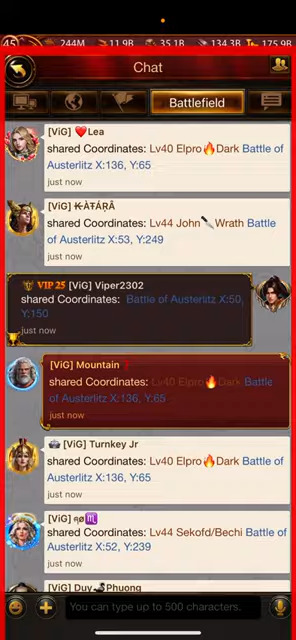 45 244M 11.9B 35.1B 134.3B 175.9B
Chat
Battlefield
[ViG] ❤️Lea
shared Coordinates: Lv40 Elpro🔥Dark Battle of
Austerlitz X:136, Y:65
just now
shared Coordinates: Lv44 John🔪Wrath Battle
of Austerlitz X:53, Y:249
just now
VIP 25 [ViG] Viper2302
shared Coordinates: Battle of Austerlitz X:50,
Y:150
just now
[ViG] Mountain
shared Coordinates: Lv40 Elpro🔥Dark Battle
of Austerlitz X:136, Y:65
just now
[ViG] Turnkey Jr
shared Coordinates: Lv40 Elpro🔥Dark Battle of
Austerlitz X:136, Y:65
just now
[ViG] ♏
shared Coordinates: Lv44 Sekofd/Bechi Battle of
Austerlitz X:52, Y:239
just now
[ViG] Duy Phuong
You can type up to 500 characters.